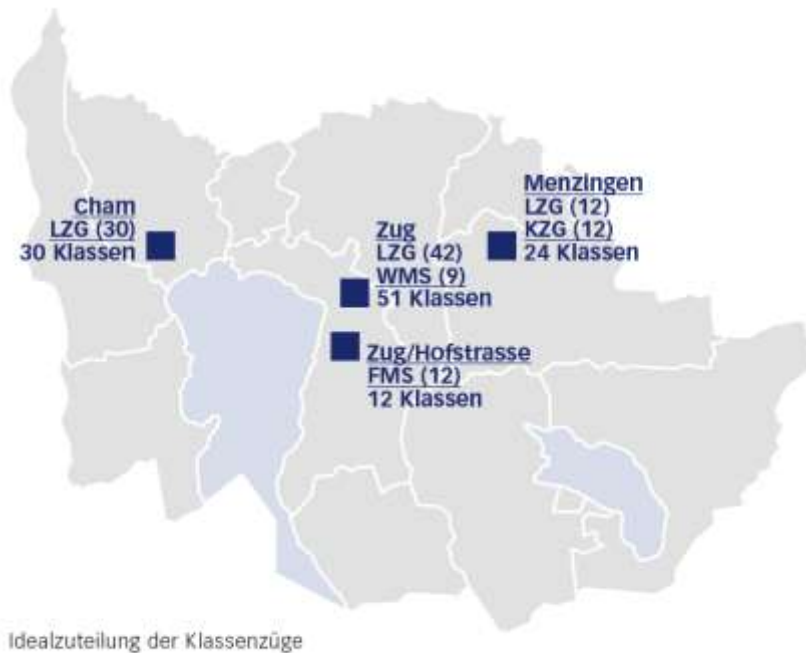 Cham
LZG (30)
30 Klassen
Zug
LZG (42)
WMS (9)
51 Klassen
Menzingen
LZG (12)
KZG (12)
24 Klassen
Zug/Hofstrasse
FMS (12)
12 Klassen
Idealzuteilung der Klassenzüge